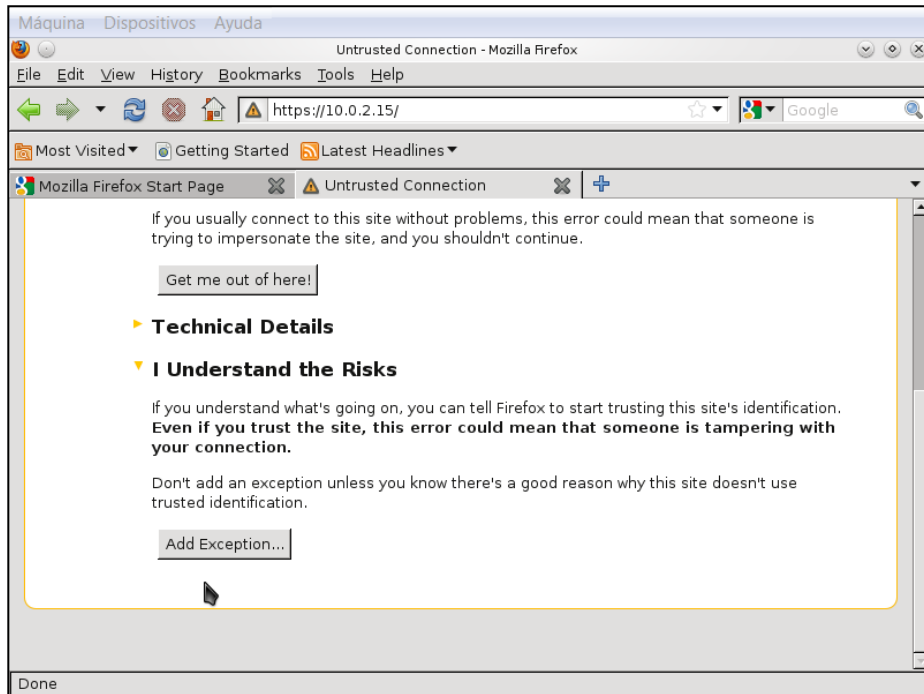 Máquina Dispositivos Ayuda
Untrusted Connection - Mozilla Firefox
File Edit View History Bookmarks Tools Help
https://10.0.2.15/ Google
Most Visited Getting Started Latest Headlines
Mozilla Firefox Start Page Untrusted Connection
If you usually connect to this site without problems, this error could mean that someone is
trying to impersonate the site, and you shouldn't continue.
Get me out of here!
Technical Details
I Understand the Risks
If you understand what's going on, you can tell Firefox to start trusting this site's identification.
Even if you trust the site, this error could mean that someone is tampering with
your connection.
Don't add an exception unless you know there's a good reason why this site doesn't use
trusted identification.
Add Exception...
Done